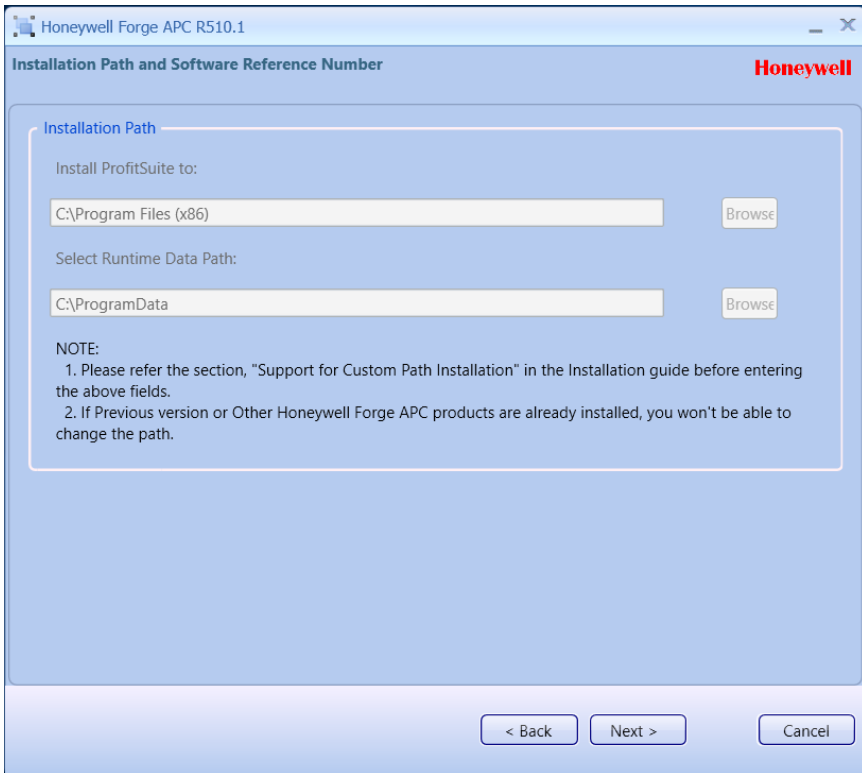 Honeywell Forge APC R510.1
Installation Path and Software Reference Number
Honeywell
Installation Path
Install ProfitSuite to:
C:\Program Files (x86)
Browse
Select Runtime Data Path:
C:\ProgramData
Browse
NOTE:
1. Please refer the section, "Support for Custom Path Installation" in the Installation guide before entering
the above fields.
2. If Previous version or Other Honeywell Forge APC products are already installed, you won't be able to
change the path.
< Back
Next >
Cancel